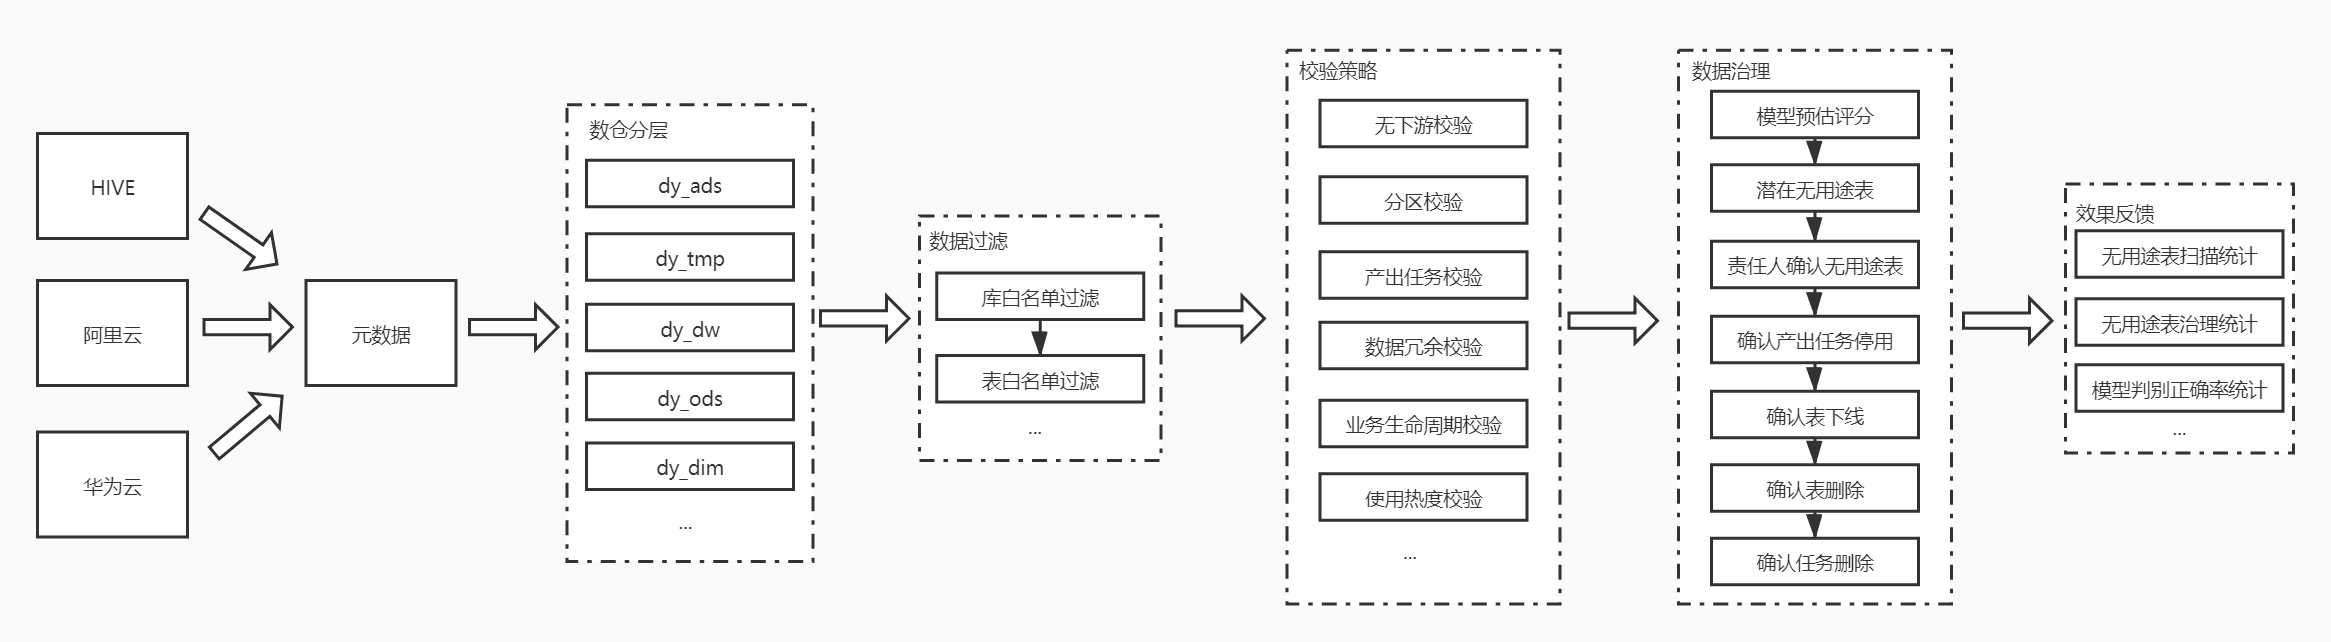 HIVE
阿里云
华为云
元数据
数仓分层
dy_ads
dy_tmp
dy_dw
dy_ods
dy_dim
...
数据过滤
库白名单过滤
表白名单过滤
...
校验策略
无下游校验
分区校验
产出任务校验
数据冗余校验
业务生命周期校验
使用热度校验
...
数据治理
模型预估评分
潜在无用途表
责任人确认无用途表
确认产出任务停用
确认表下线
确认表删除
确认任务删除
效果反馈
无用途表扫描统计
无用途表治理统计
模型判别正确率统计
...